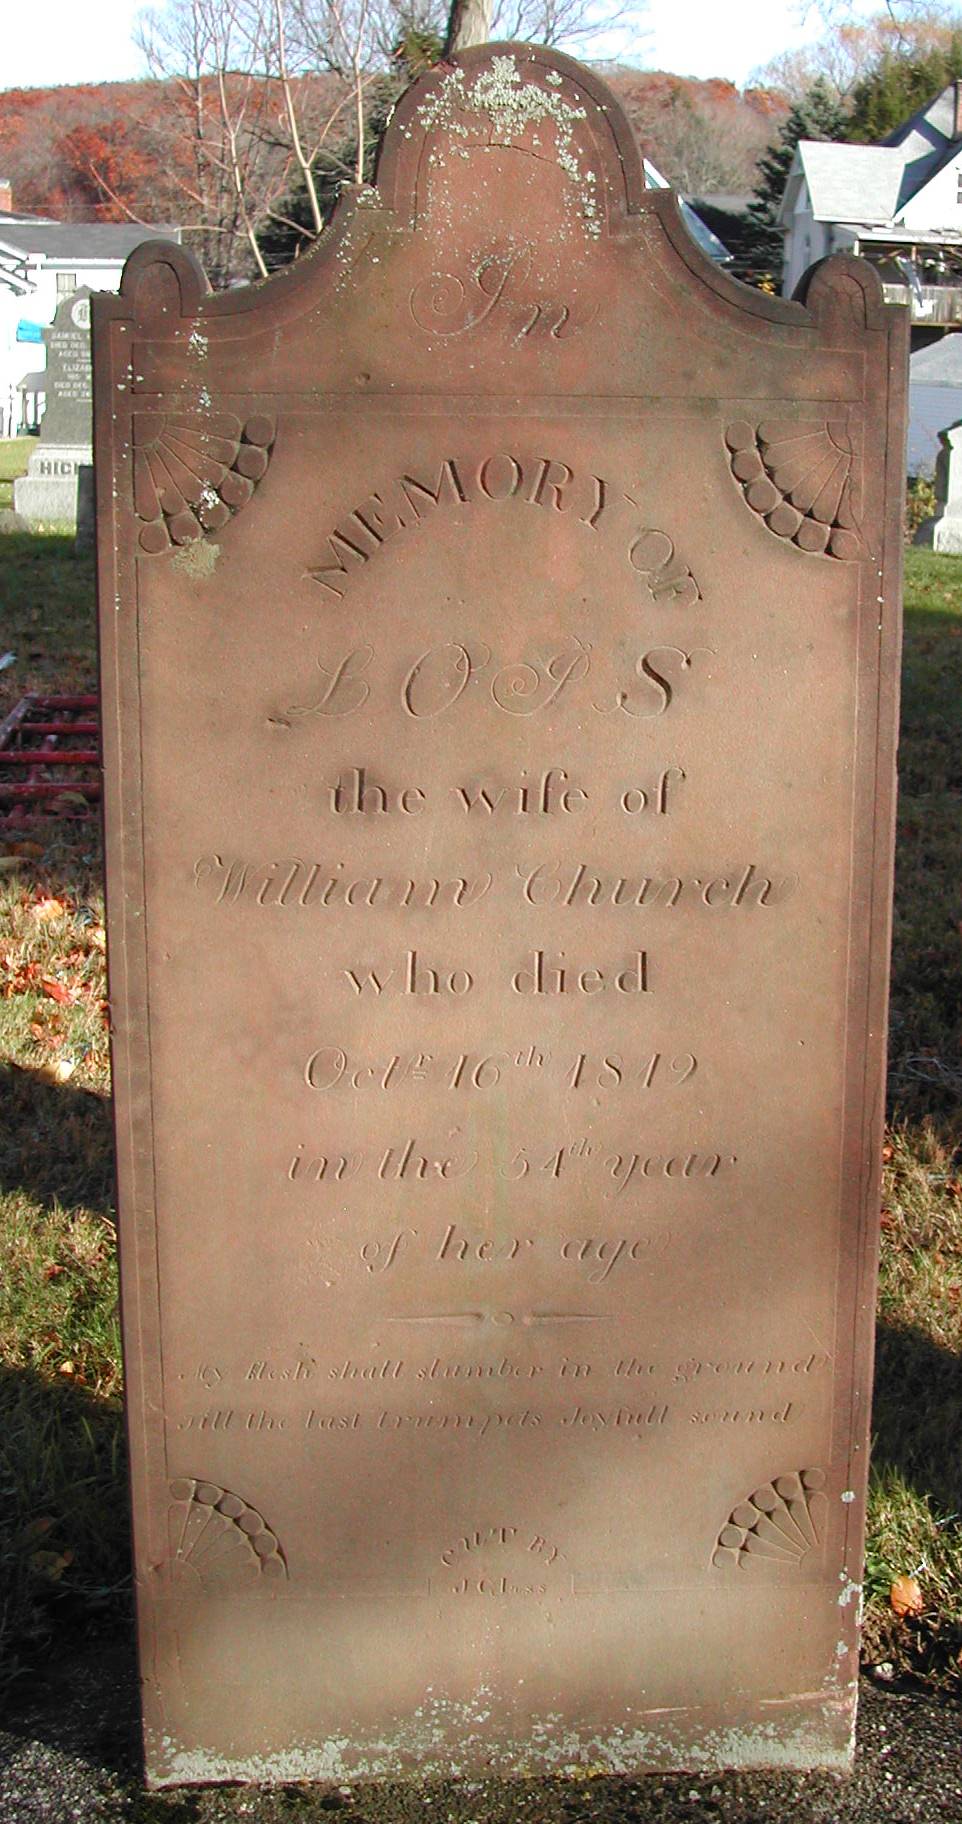 In
MEMORY OF
LOIS
the wife of
William Church
who died
Octr 16th 1819
in the 54th year
of her age
My flesh shall slumber in the ground
Till the last trumpets Joyfull sound
CUT BY
HICK